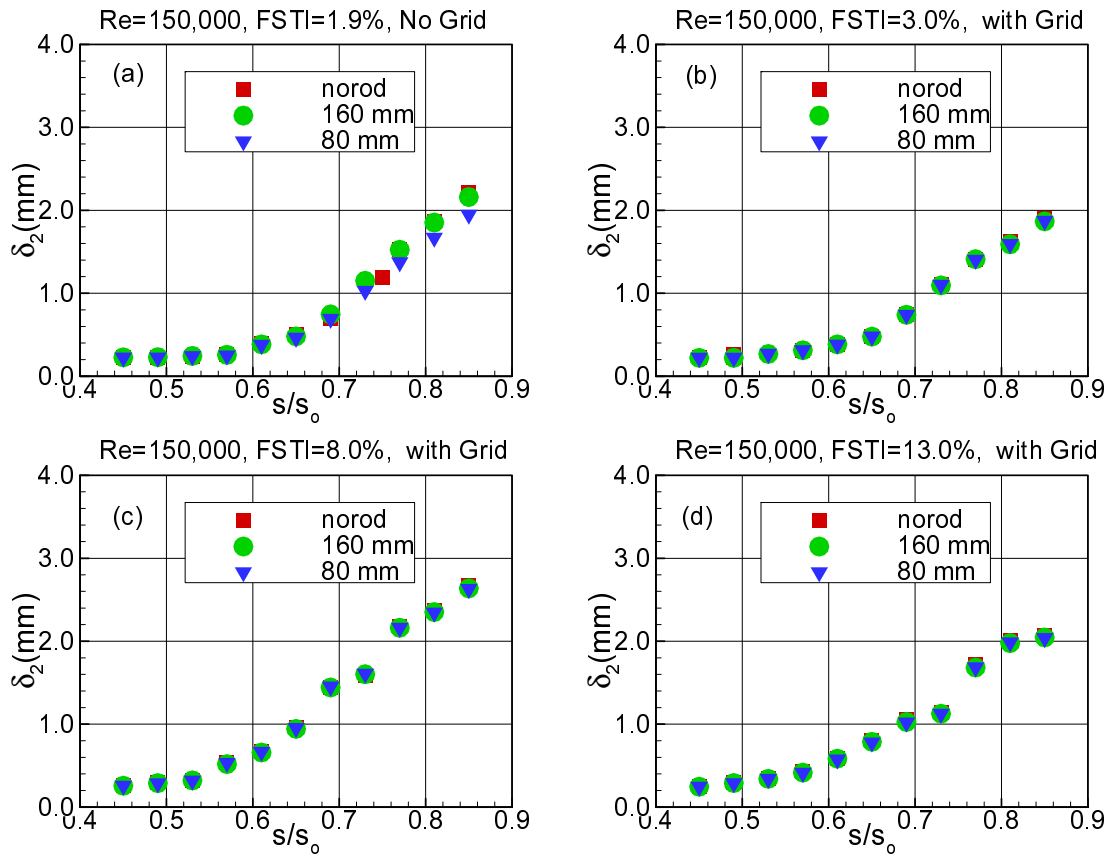 Re=150,000, FSTI=1.9%, No Grid
(a)
norod
160 mm
80 mm
4.0
3.0
2.0
1.0
0.0
δ₂(mm)
0.4 0.5 0.6 0.7 0.8 0.9
s/sₒ
Re=150,000, FSTI=3.0%, with Grid
(b)
norod
160 mm
80 mm
4.0
3.0
2.0
1.0
0.0
δ₂(mm)
0.4 0.5 0.6 0.7 0.8 0.9
s/sₒ
Re=150,000, FSTI=8.0%, with Grid
(c)
norod
160 mm
80 mm
4.0
3.0
2.0
1.0
0.0
δ₂(mm)
0.4 0.5 0.6 0.7 0.8 0.9
s/sₒ
Re=150,000, FSTI=13.0%, with Grid
(d)
norod
160 mm
80 mm
4.0
3.0
2.0
1.0
0.0
δ₂(mm)
0.4 0.5 0.6 0.7 0.8 0.9
s/sₒ